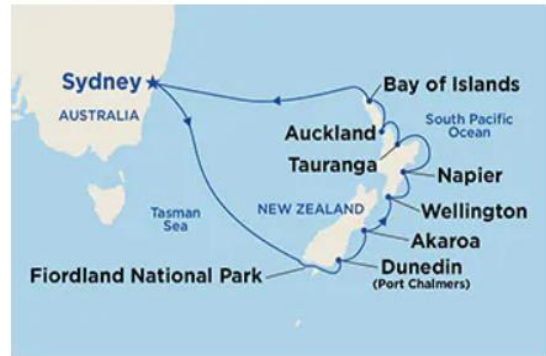 Sydney
AUSTRALIA
Bay of Islands
South Pacific
Ocean
Auckland
Tauranga
Napier
Tasman
Sea
NEW ZEALAND
Wellington
Akaroa
Fiordland National Park
Dunedin
(Port Chalmers)